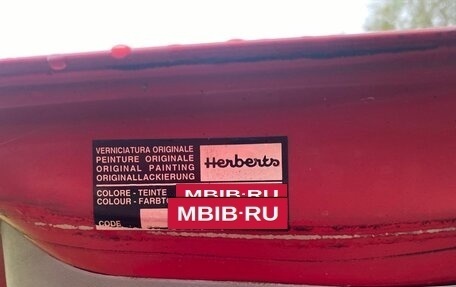 VERNICIATURA ORIGINALE
PEINTURE ORIGINALE
ORIGINAL PAINTING
ORIGINALLACKIERUNG
Herberts
COLORE - TEINTE
COLOUR - FARBTO
MBIB-RU
MBIB-RU
CODE